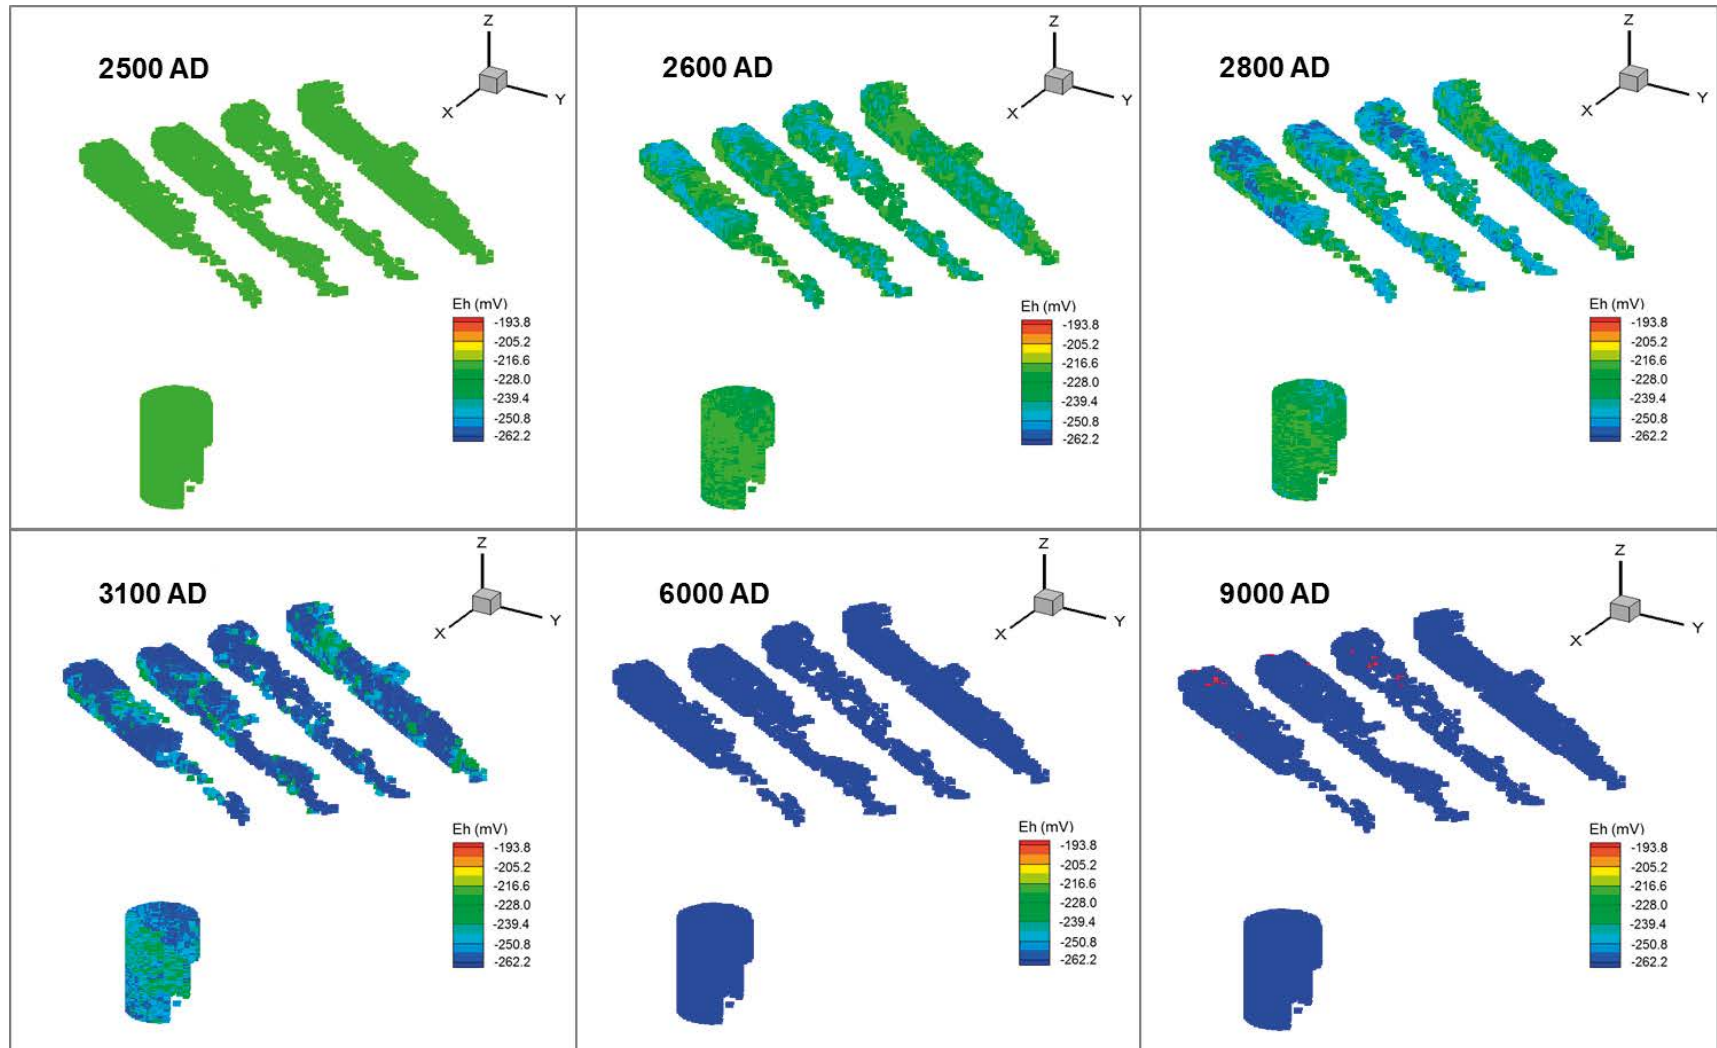 2500 AD
Z
X
Y
Eh (mV)
-193.8
-205.2
-216.6
-228.0
-239.4
-250.8
-262.2
2600 AD
Z
X
Y
Eh (mV)
-193.8
-205.2
-216.6
-228.0
-239.4
-250.8
-262.2
2800 AD
Z
X
Y
Eh (mV)
-193.8
-205.2
-216.6
-228.0
-239.4
-250.8
-262.2
3100 AD
Z
X
Y
Eh (mV)
-193.8
-205.2
-216.6
-228.0
-239.4
-250.8
-262.2
6000 AD
Z
X
Y
Eh (mV)
-193.8
-205.2
-216.6
-228.0
-239.4
-250.8
-262.2
9000 AD
Z
X
Y
Eh (mV)
-193.8
-205.2
-216.6
-228.0
-239.4
-250.8
-262.2